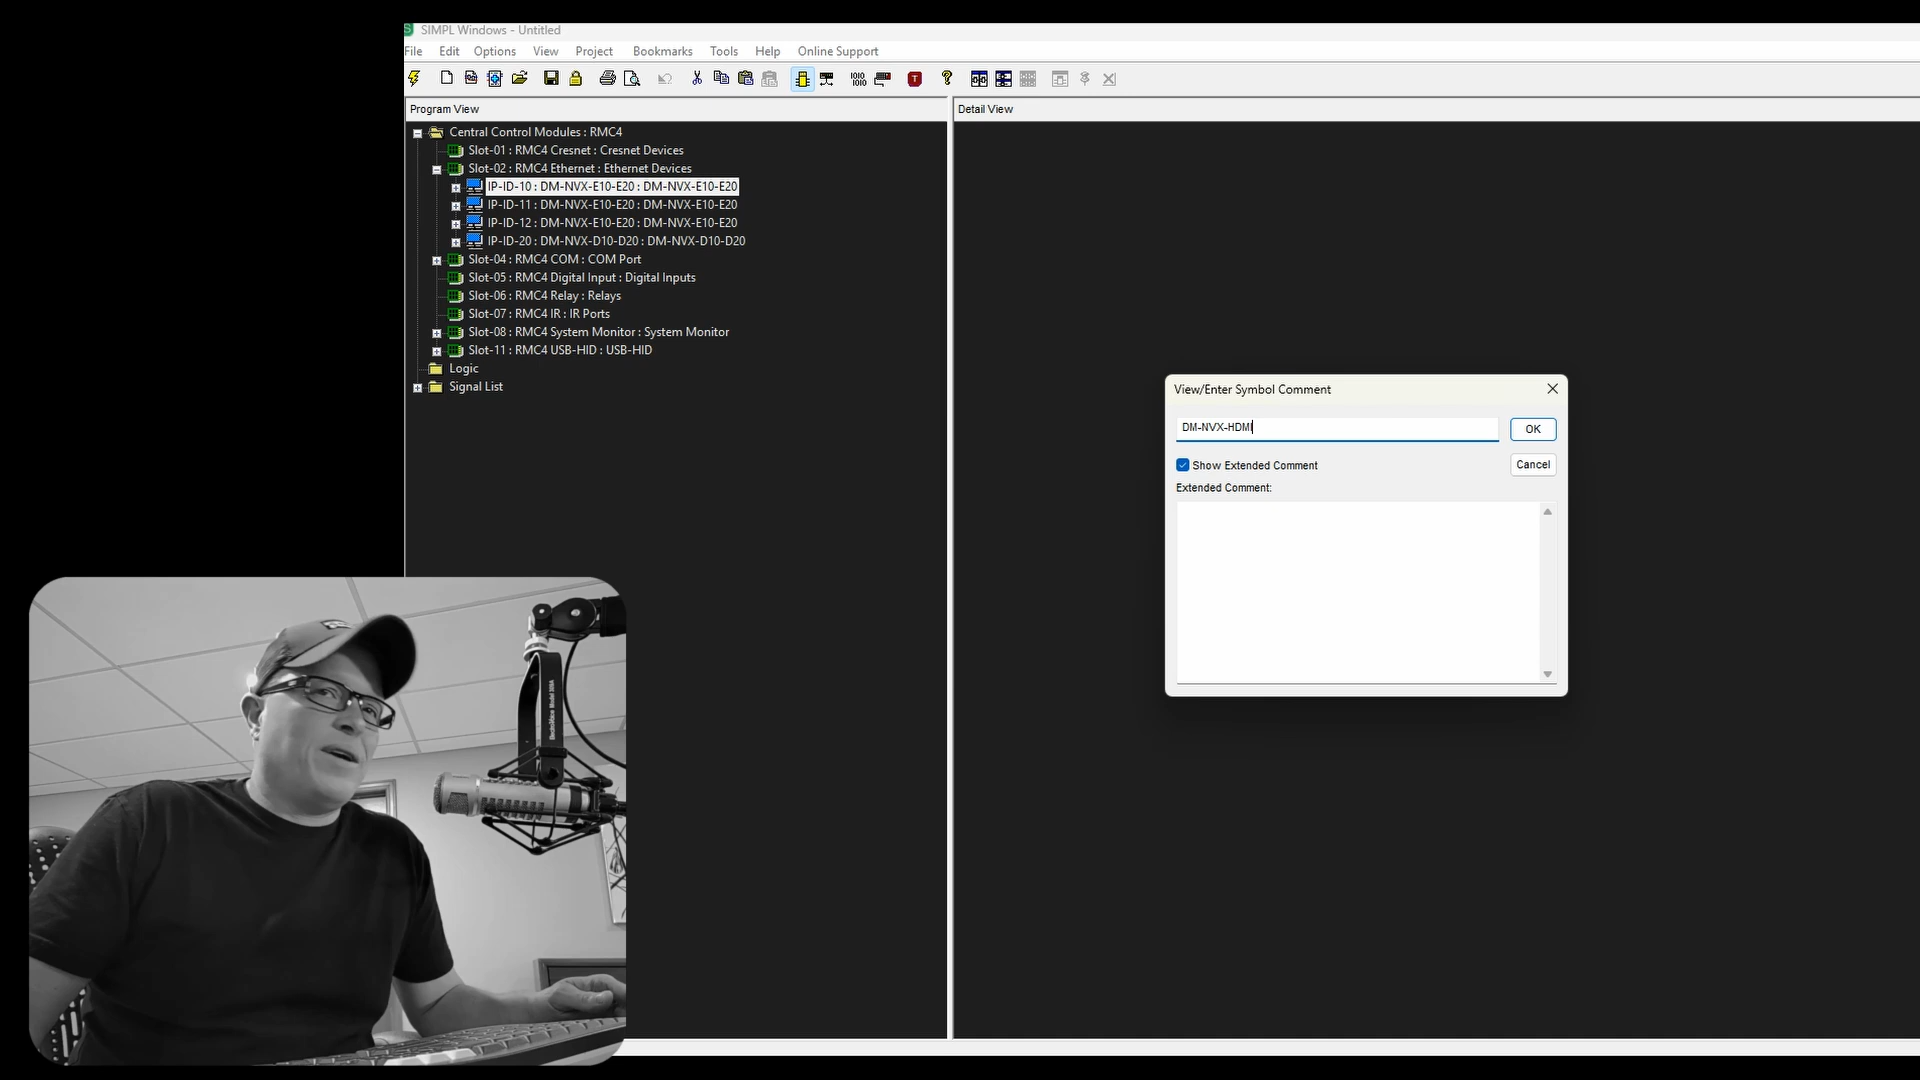 SIMPL Windows - Untitled
File Edit Options View Project Bookmarks Tools Help Online Support
Program View
Detail View
Central Control Modules : RMC4
Slot-01 : RMC4 Cresnet : Cresnet Devices
Slot-02 : RMC4 Ethernet : Ethernet Devices
IP-ID-10 : DM-NVX-E10-E20 : DM-NVX-E10-E20
IP-ID-11 : DM-NVX-E10-E20 : DM-NVX-E10-E20
IP-ID-12 : DM-NVX-E10-E20 : DM-NVX-E10-E20
IP-ID-20 : DM-NVX-D10-D20 : DM-NVX-D10-D20
Slot-04 : RMC4 COM : COM Port
Slot-05 : RMC4 Digital Input : Digital Inputs
Slot-06 : RMC4 Relay : Relays
Slot-07 : RMC4 IR : IR Ports
Slot-08 : RMC4 System Monitor : System Monitor
Slot-11 : RMC4 USB-HID : USB-HID
Logic
Signal List
View/Enter Symbol Comment
DM-NVX-HDMI
OK
Show Extended Comment
Cancel
Extended Comment: